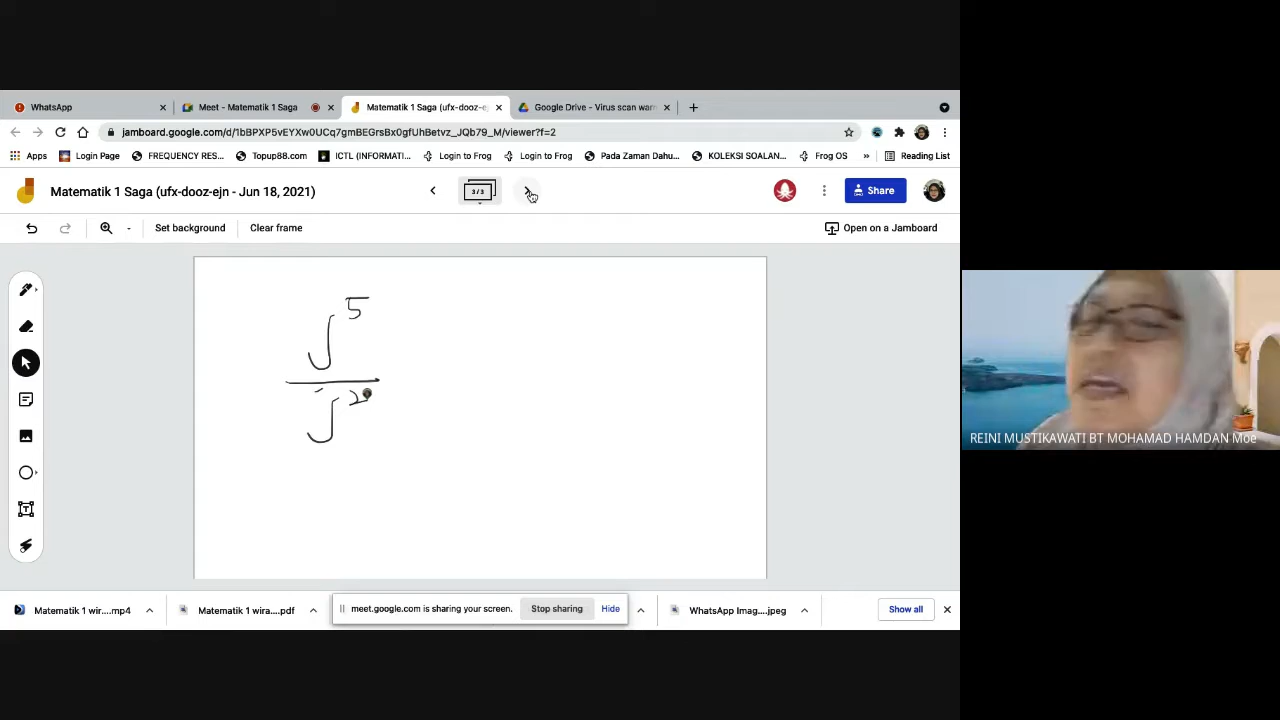 WhatsApp
Meet - Matematik 1 Saga
Matematik 1 Saga (ufx-dooz-e
Google Drive - Virus scan warn
jamboard.google.com/d/1bBPXP5vEYXw0UCq7gmBEGrsBx0gfUhBetvz_JQb79_M/viewer?f=2
Apps
Login Page
FREQUENCY RES...
Topup88.com
ICTL (INFORMATI...
Login to Frog
Login to Frog
Pada Zaman Dahu...
KOLEKSI SOALAN...
Frog OS
»
Reading List
Matematik 1 Saga (ufx-dooz-ejn - Jun 18, 2021)
3/3
Share
Set background
Clear frame
Open on a Jamboard
5
2
REINI MUSTIKAWATI BT MOHAMAD HAMDAN Moe
Matematik 1 wir....mp4
Matematik 1 wira....pdf
meet.google.com is sharing your screen.
Stop sharing
Hide
WhatsApp Imag....jpeg
Show all